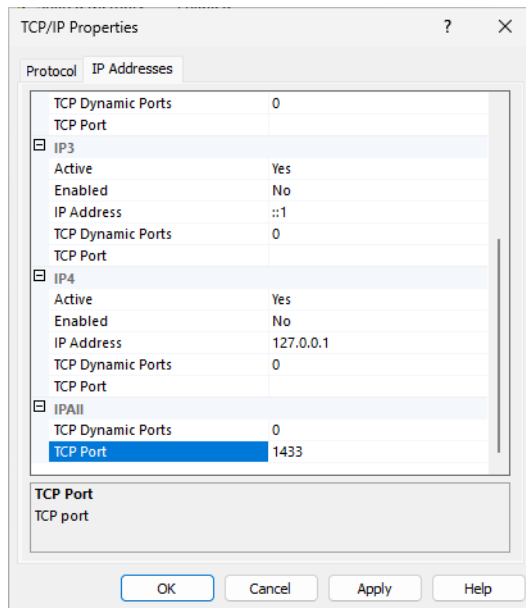 TCP/IP Properties ? ×
Protocol IP Addresses
TCP Dynamic Ports 0
TCP Port
IP3
Active Yes
Enabled No
IP Address ::1
TCP Dynamic Ports 0
TCP Port
IP4
Active Yes
Enabled No
IP Address 127.0.0.1
TCP Dynamic Ports 0
TCP Port
IPAll
TCP Dynamic Ports 0
TCP Port 1433
TCP Port
TCP port
OK Cancel Apply Help